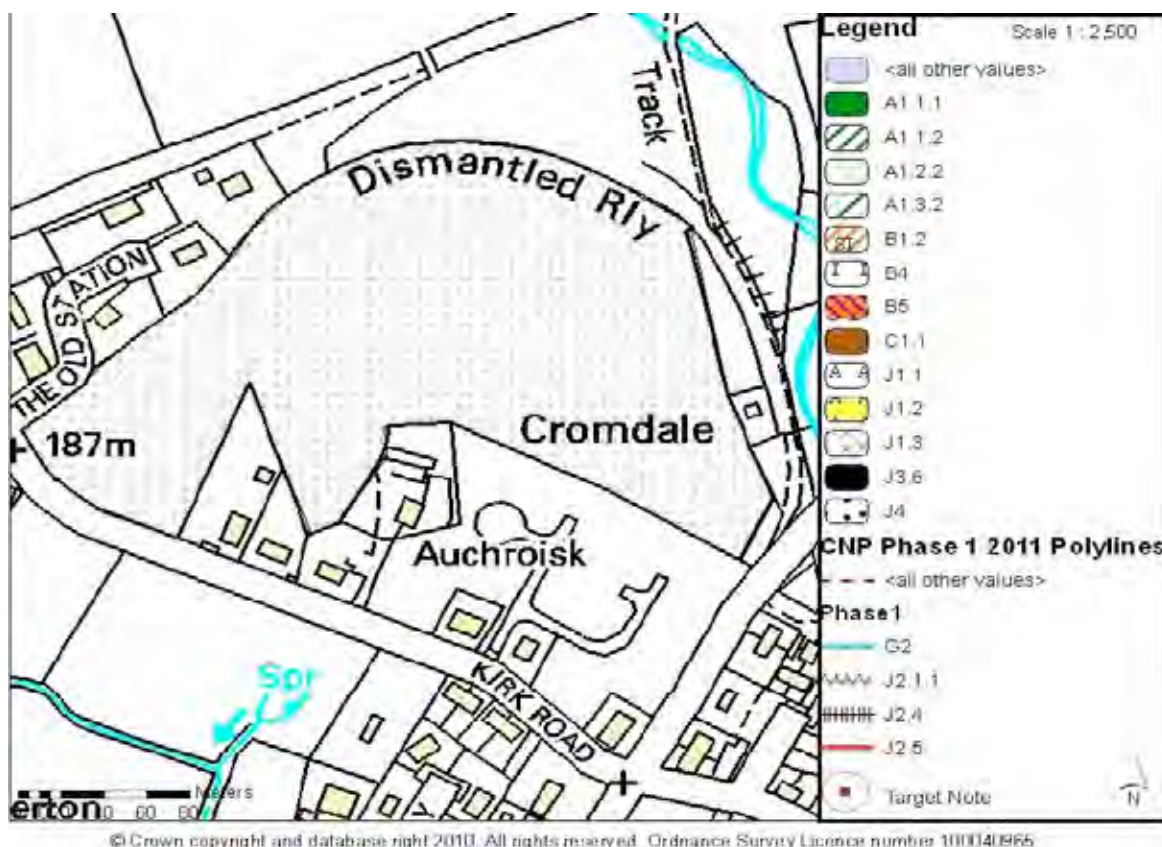 Track
Dismantled Rly
THE OLD STATION
187m
Cromdale
Auchroisk
KIRK ROAD
Spr
Meters
erton
0 60 80
Legend
Scale 1 : 2,500
<all other values>
A1.1.1
A1.1.2
A1.2.2
A1.3.2
B1.2
B4
B5
C1.1
A A J1.1
J1.2
J1.3
J3.6
J4
CNP Phase 1 2011 Polylines
<all other values>
Phase1
G2
J2.1.1
J2.4
J2.5
Target Note
N
© Crown copyright and database right 2010. All rights reserved. Ordnance Survey Licence number 100040965